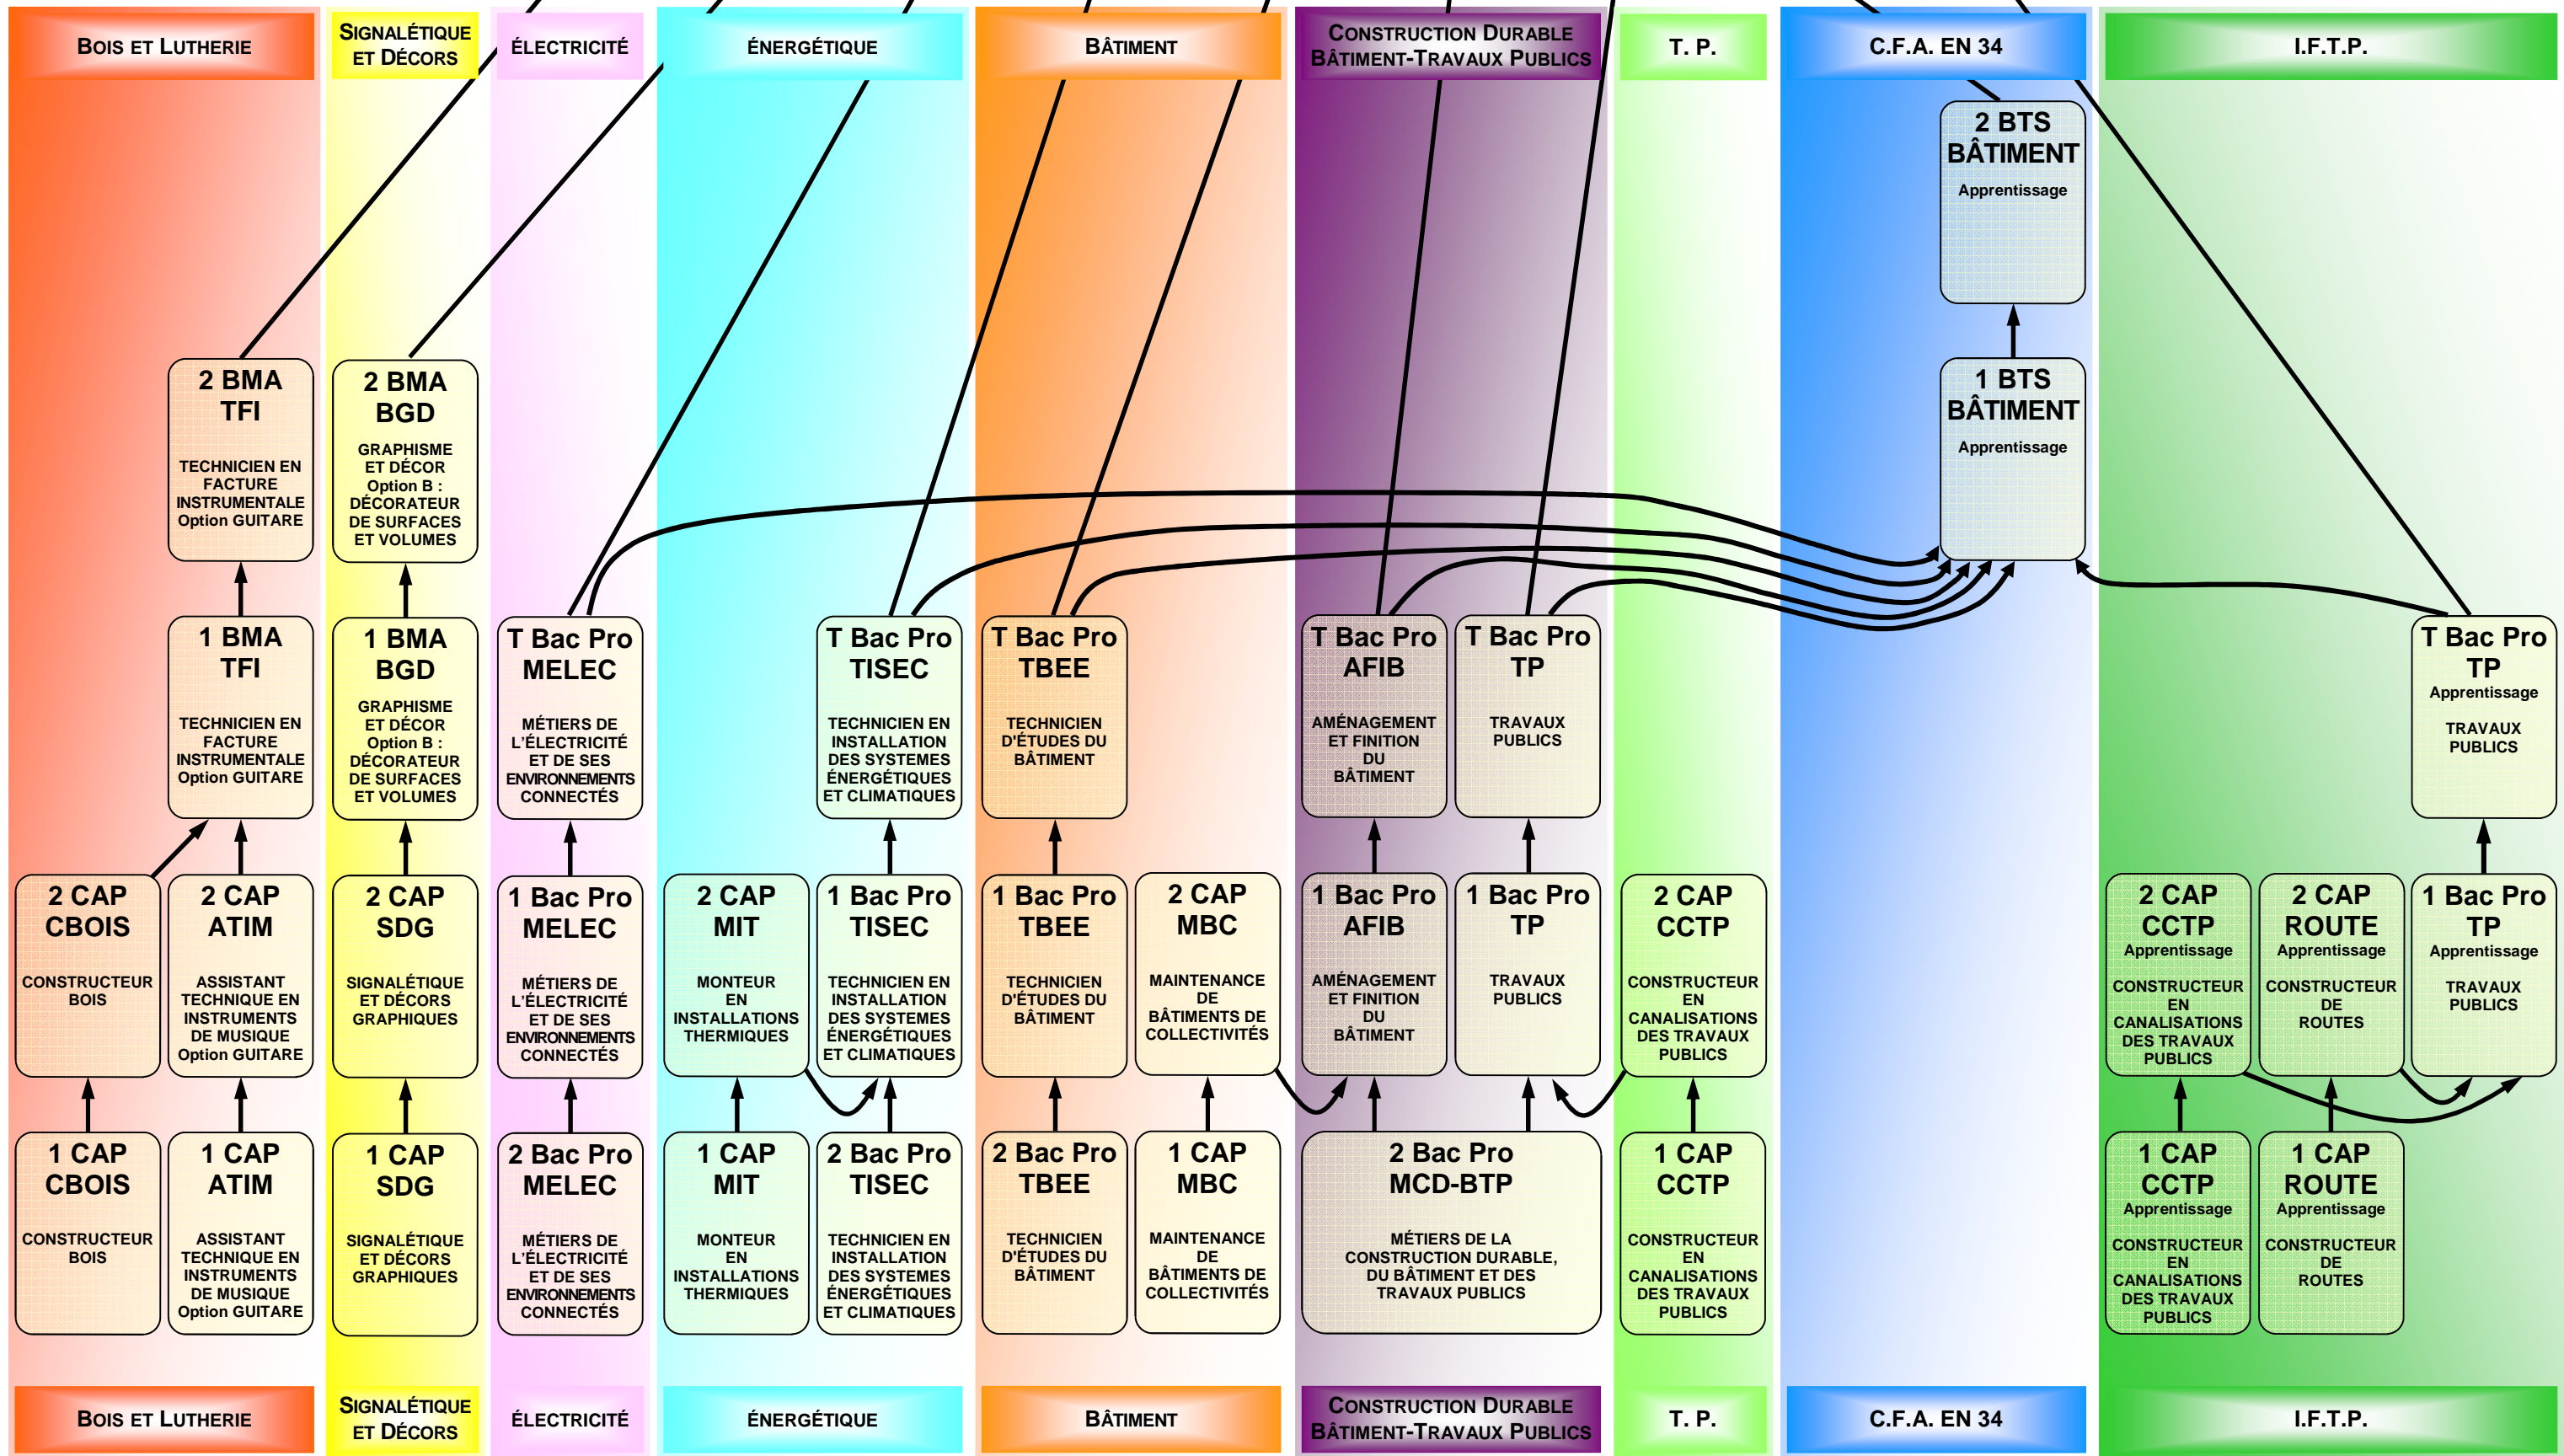 BOIS ET LUTHERIE
SIGNALÉTIQUE
ET DÉCORS
ÉLECTRICITÉ
ÉNERGÉTIQUE
BÂTIMENT
CONSTRUCTION DURABLE
BÂTIMENT-TRAVAUX PUBLICS
T. P.
C.F.A. EN 34
I.F.T.P.
2 BTS
BÂTIMENT
Apprentissage
2 BMA
TFI
TECHNICIEN EN
FACTURE
INSTRUMENTALE
Option GUITARE
2 BMA
BGD
GRAPHISME
ET DÉCOR
Option B :
DÉCORATEUR
DE SURFACES
ET VOLUMES
1 BTS
BÂTIMENT
Apprentissage
1 BMA
TFI
TECHNICIEN EN
FACTURE
INSTRUMENTALE
Option GUITARE
1 BMA
BGD
GRAPHISME
ET DÉCOR
Option B :
DÉCORATEUR
DE SURFACES
ET VOLUMES
T Bac Pro
MELEC
MÉTIERS DE
L'ÉLECTRICITÉ
ET DE SES
ENVIRONNEMENTS
CONNECTÉS
T Bac Pro
TISEC
TECHNICIEN EN
INSTALLATION
DES SYSTEMES
ÉNERGÉTIQUES
ET CLIMATIQUES
T Bac Pro
TBEE
TECHNICIEN
D'ÉTUDES DU
BÂTIMENT
T Bac Pro
AFIB
AMÉNAGEMENT
ET FINITION
DU
BÂTIMENT
T Bac Pro
TP
TRAVAUX
PUBLICS
T Bac Pro
TP
Apprentissage
TRAVAUX
PUBLICS
2 CAP
CBOIS
CONSTRUCTEUR
BOIS
2 CAP
ATIM
ASSISTANT
TECHNIQUE EN
INSTRUMENTS
DE MUSIQUE
Option GUITARE
2 CAP
SDG
SIGNALÉTIQUE
ET DÉCORS
GRAPHIQUES
1 Bac Pro
MELEC
MÉTIERS DE
L'ÉLECTRICITÉ
ET DE SES
ENVIRONNEMENTS
CONNECTÉS
2 CAP
MIT
MONTEUR
EN
INSTALLATIONS
THERMIQUES
1 Bac Pro
TISEC
TECHNICIEN EN
INSTALLATION
DES SYSTEMES
ÉNERGÉTIQUES
ET CLIMATIQUES
1 Bac Pro
TBEE
TECHNICIEN
D'ÉTUDES DU
BÂTIMENT
2 CAP
MBC
MAINTENANCE
DE
BÂTIMENTS DE
COLLECTIVITÉS
1 Bac Pro
AFIB
AMÉNAGEMENT
ET FINITION
DU
BÂTIMENT
1 Bac Pro
TP
TRAVAUX
PUBLICS
2 CAP
CCTP
CONSTRUCTEUR
EN
CANALISATIONS
DES TRAVAUX
PUBLICS
2 CAP
CCTP
Apprentissage
CONSTRUCTEUR
EN
CANALISATIONS
DES TRAVAUX
PUBLICS
2 CAP
ROUTE
Apprentissage
CONSTRUCTEUR
DE
ROUTES
1 Bac Pro
TP
Apprentissage
TRAVAUX
PUBLICS
1 CAP
CBOIS
CONSTRUCTEUR
BOIS
1 CAP
ATIM
ASSISTANT
TECHNIQUE EN
INSTRUMENTS
DE MUSIQUE
Option GUITARE
1 CAP
SDG
SIGNALÉTIQUE
ET DÉCORS
GRAPHIQUES
2 Bac Pro
MELEC
MÉTIERS DE
L'ÉLECTRICITÉ
ET DE SES
ENVIRONNEMENTS
CONNECTÉS
1 CAP
MIT
MONTEUR
EN
INSTALLATIONS
THERMIQUES
2 Bac Pro
TISEC
TECHNICIEN EN
INSTALLATION
DES SYSTEMES
ÉNERGÉTIQUES
ET CLIMATIQUES
2 Bac Pro
TBEE
TECHNICIEN
D'ÉTUDES DU
BÂTIMENT
1 CAP
MBC
MAINTENANCE
DE
BÂTIMENTS DE
COLLECTIVITÉS
2 Bac Pro
MCD-BTP
MÉTIERS DE LA
CONSTRUCTION DURABLE,
DU BÂTIMENT ET DES
TRAVAUX PUBLICS
1 CAP
CCTP
CONSTRUCTEUR
EN
CANALISATIONS
DES TRAVAUX
PUBLICS
1 CAP
CCTP
Apprentissage
CONSTRUCTEUR
EN
CANALISATIONS
DES TRAVAUX
PUBLICS
1 CAP
ROUTE
Apprentissage
CONSTRUCTEUR
DE
ROUTES
BOIS ET LUTHERIE
SIGNALÉTIQUE
ET DÉCORS
ÉLECTRICITÉ
ÉNERGÉTIQUE
BÂTIMENT
CONSTRUCTION DURABLE
BÂTIMENT-TRAVAUX PUBLICS
T. P.
C.F.A. EN 34
I.F.T.P.